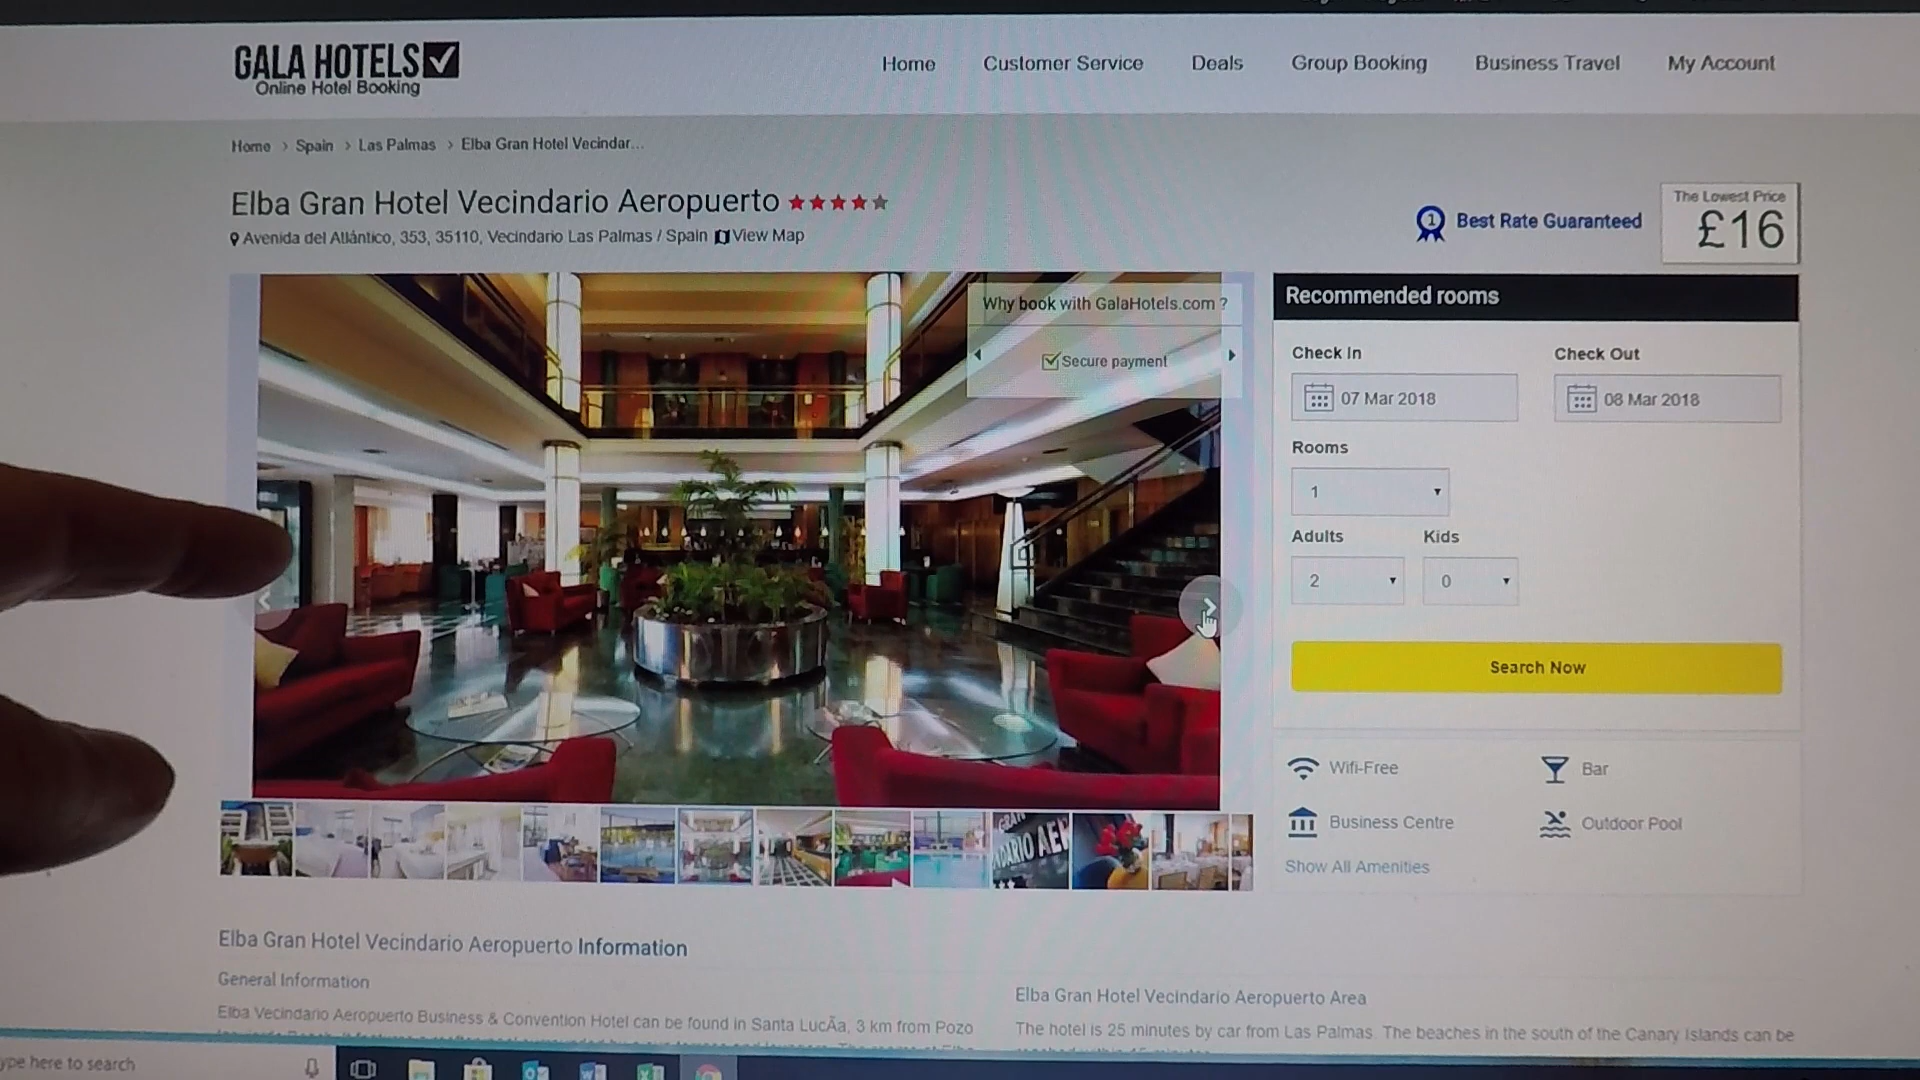 GALA HOTELS
Online Hotel Booking
Home
Customer Service
Deals
Group Booking
Business Travel
My Account
Home > Spain > Las Palmas > Elba Gran Hotel Vecindar...
Elba Gran Hotel Vecindario Aeropuerto
Avenida del Atlántico, 353, 35110, Vecindario Las Palmas / Spain View Map
1 Best Rate Guaranteed
The Lowest Price
£16
Why book with GalaHotels.com ?
Secure payment
Recommended rooms
Check In
Check Out
07 Mar 2018
08 Mar 2018
Rooms
1
Adults
Kids
2
0
Search Now
Wifi-Free
Bar
Business Centre
Outdoor Pool
Show All Amenities
GRAN
NDARIO AER
Elba Gran Hotel Vecindario Aeropuerto Information
General Information
Elba Vecindario Aeropuerto Business & Convention Hotel can be found in Santa LucÃa, 3 km from Pozo
Elba Gran Hotel Vecindario Aeropuerto Area
The hotel is 25 minutes by car from Las Palmas. The beaches in the south of the Canary Islands can be
ype here to search